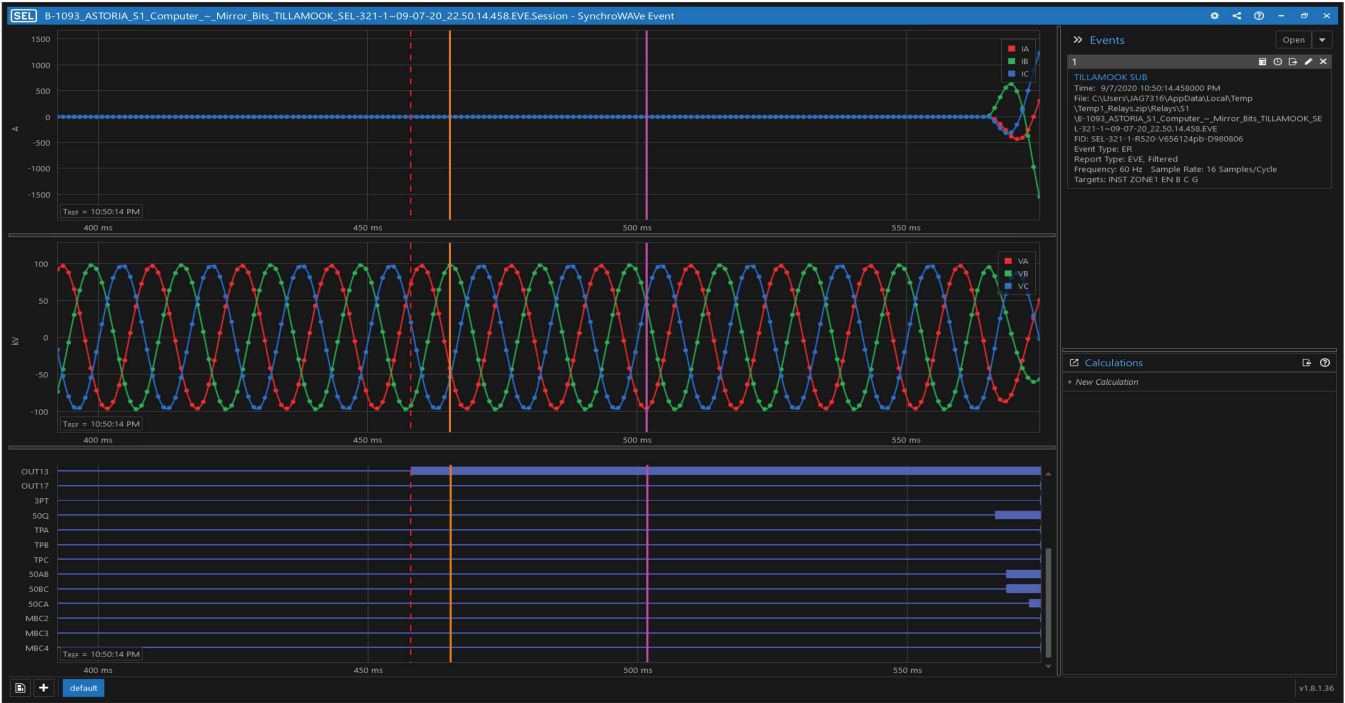 SEL B-1093_ASTORIA_S1_Computer_~_Mirror_Bits_TILLAMOOK_SEL-321-1~09-07-20_22.50.14.458.EVE.Session - SynchroWAVe Event
1500
1000
500
0
-500
-1000
-1500
A
IA
IB
IC
TREF = 10:50:14 PM
400 ms
450 ms
500 ms
550 ms
100
50
0
-50
-100
kV
VA
VB
VC
TREF = 10:50:14 PM
400 ms
450 ms
500 ms
550 ms
OUT13
OUT17
3PT
50Q
TPA
TPB
TPC
50AB
50BC
50CA
MBC2
MBC3
MBC4
TREF = 10:50:14 PM
400 ms
450 ms
500 ms
550 ms
default
Events
Open
1
TILLAMOOK SUB
Time: 9/7/2020 10:50:14.458000 PM
File: C:\Users\JAG7316\AppData\Local\Temp
\Temp1_Relays.zip\Relays\S1
\B-1093_ASTORIA_S1_Computer_~_Mirror_Bits_TILLAMOOK_SE
L-321-1~09-07-20_22.50.14.458.EVE
FID: SEL-321-1-R520-V656124pb-D980806
Event Type: ER
Report Type: EVE, Filtered
Frequency: 60 Hz Sample Rate: 16 Samples/Cycle
Targets: INST ZONE1 EN B C G
Calculations
+ New Calculation
v1.8.1.36